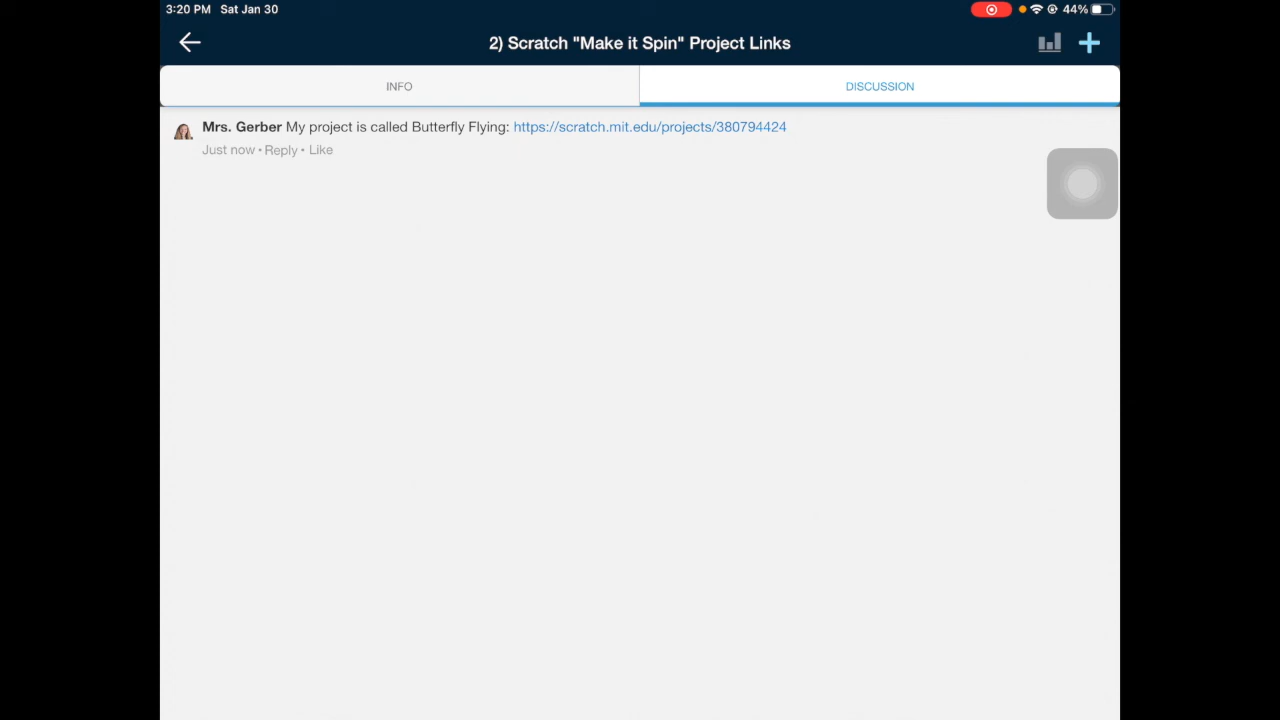 3:20 PM Sat Jan 30 44%
2) Scratch "Make it Spin" Project Links
INFO DISCUSSION
Mrs. Gerber My project is called Butterfly Flying: https://scratch.mit.edu/projects/380794424
Just now • Reply • Like